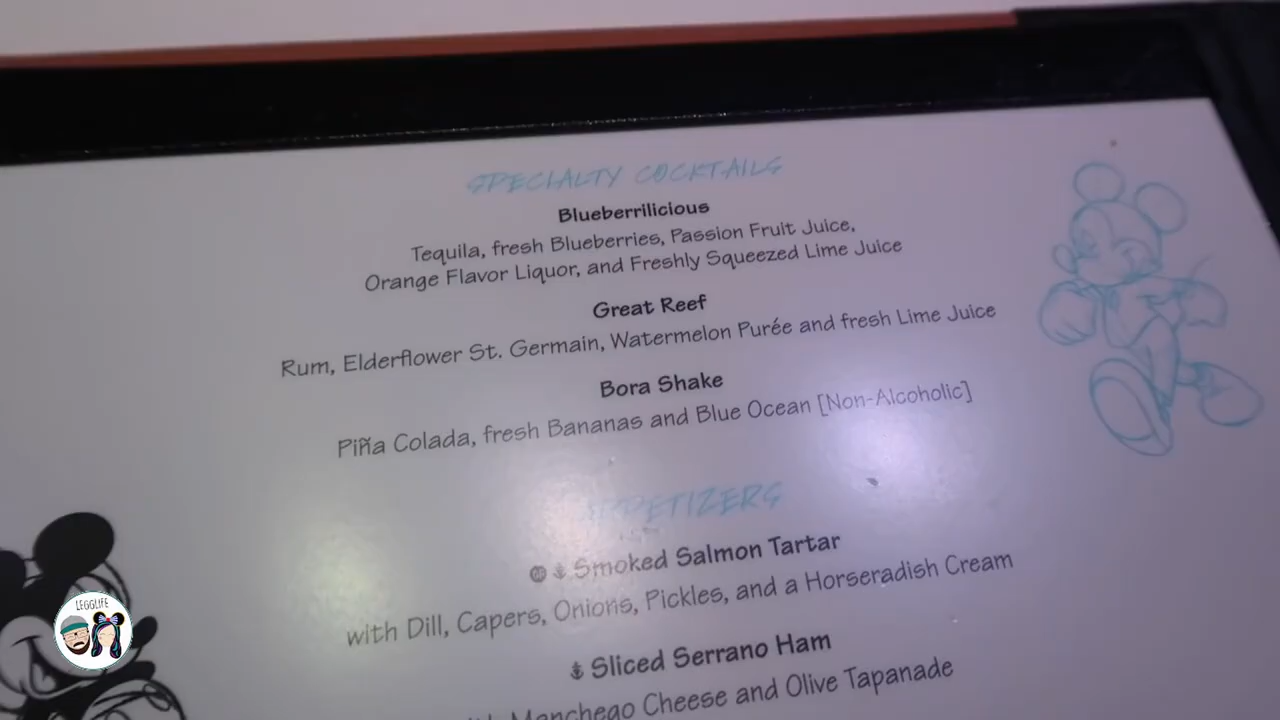 SPECIALTY COCKTAILS
Blueberrilicious
Tequila, fresh Blueberries, Passion Fruit Juice,
Orange Flavor Liquor, and Freshly Squeezed Lime Juice
Great Reef
Rum, Elderflower St. Germain, Watermelon Purée and fresh Lime Juice
Bora Shake
Piña Colada, fresh Bananas and Blue Ocean [Non-Alcoholic]
APPETIZERS
Smoked Salmon Tartar
with Dill, Capers, Onions, Pickles, and a Horseradish Cream
Sliced Serrano Ham
Manchego Cheese and Olive Tapanade
LEGGLIFE